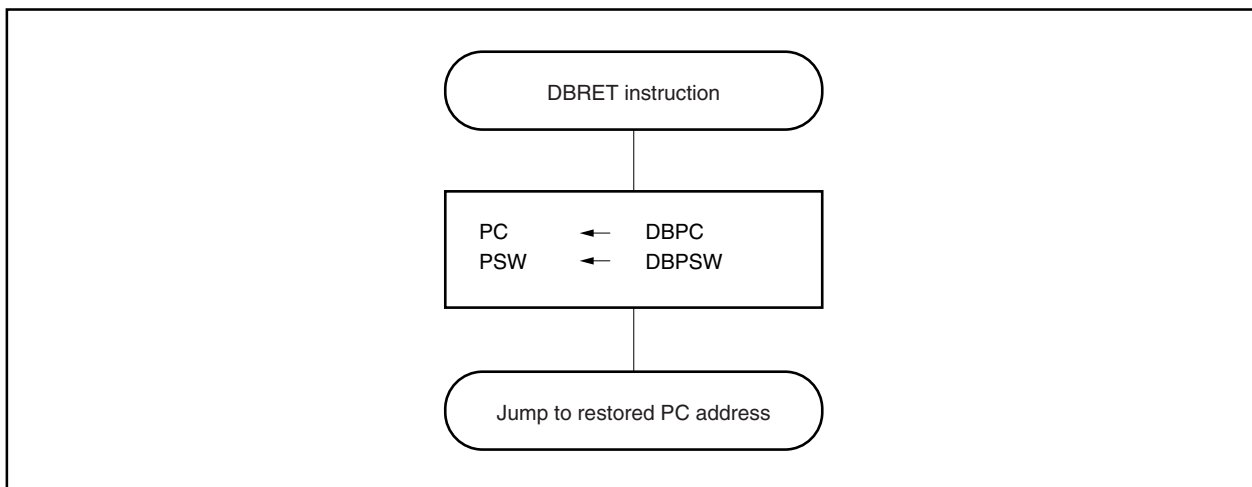 DBRET instruction
PC ← DBPC
PSW ← DBPSW
Jump to restored PC address